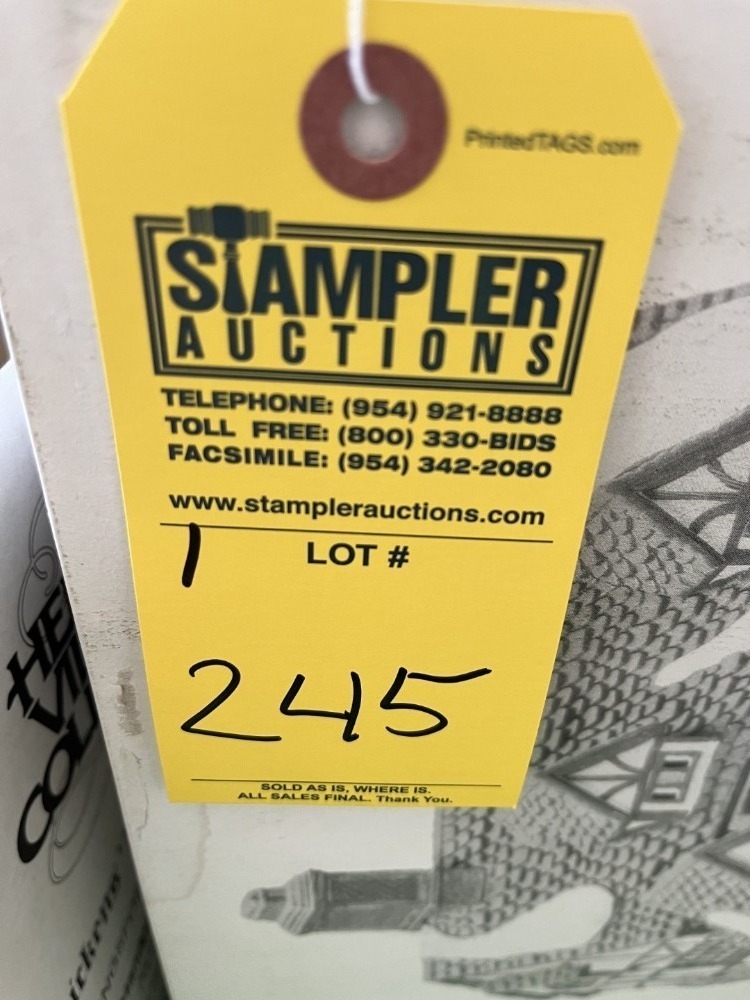 PrintedTAGS.com
STAMPLER
AUCTIONS
TELEPHONE: (954) 921-8888
TOLL FREE: (800) 330-BIDS
FACSIMILE: (954) 342-2080
www.stamplerauctions.com
1 LOT #
245
SOLD AS IS, WHERE IS.
ALL SALES FINAL. Thank You.